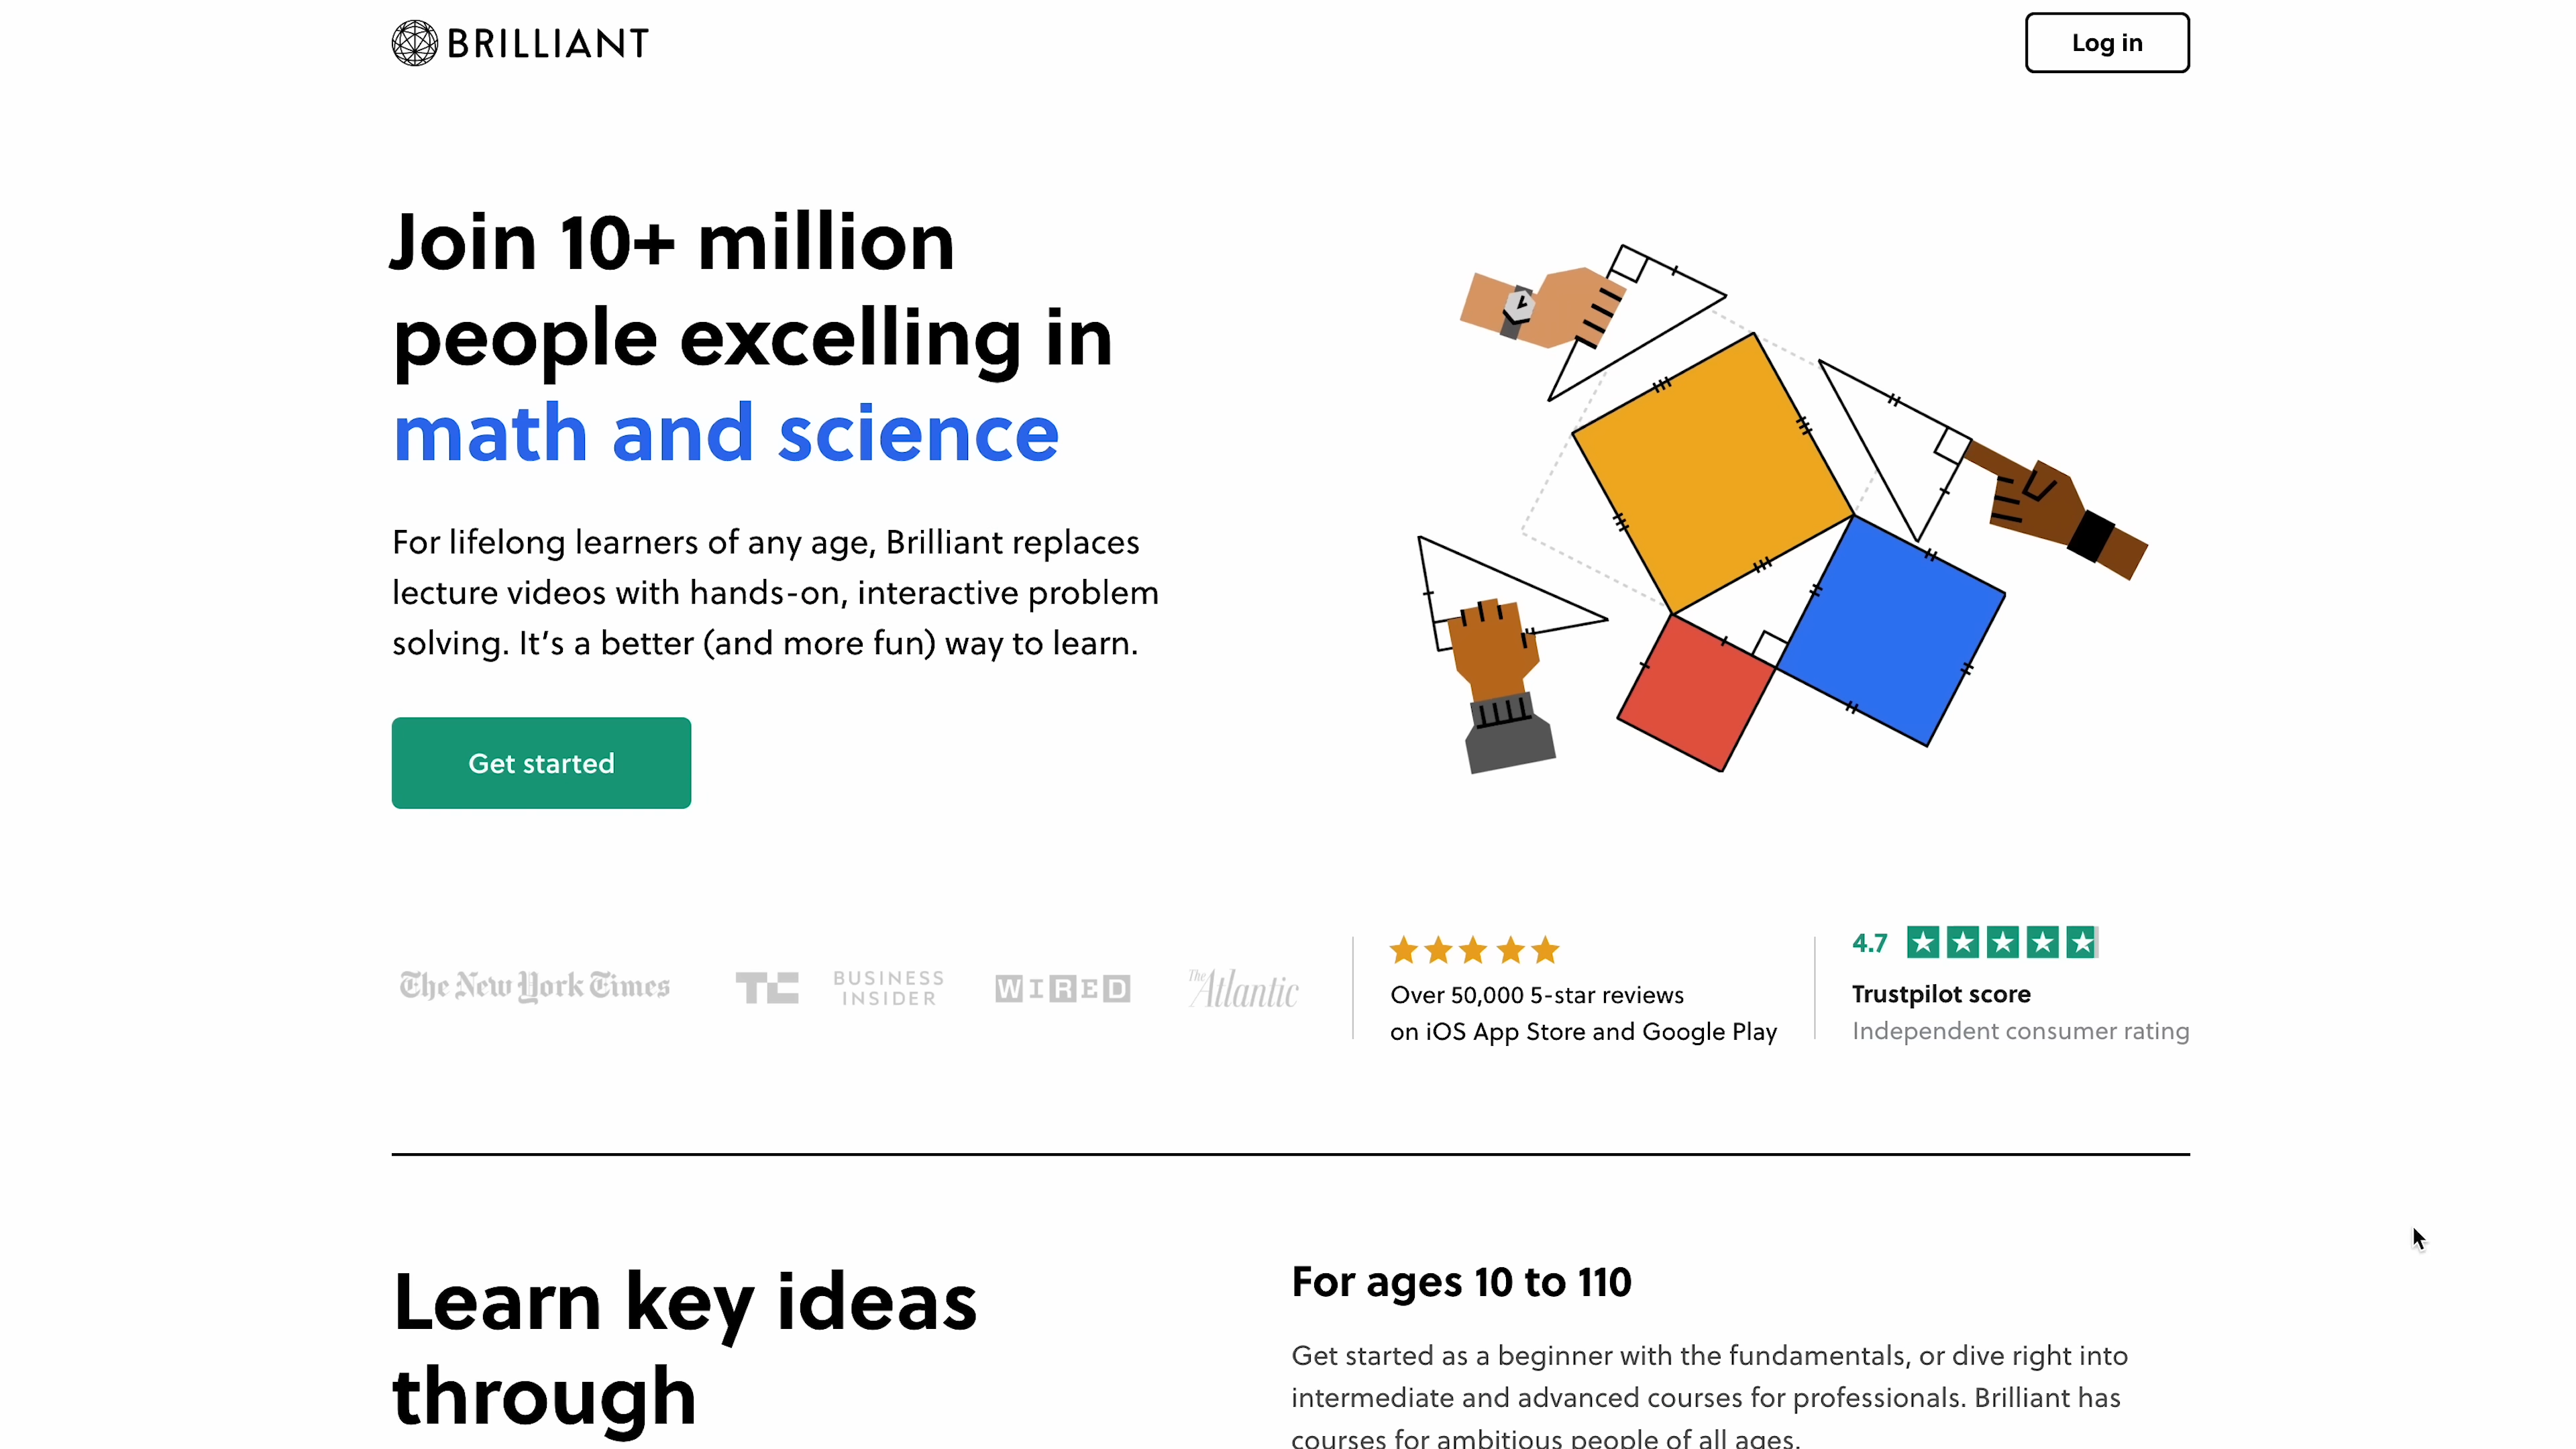 BRILLIANT
Log in
Join 10+ million
people excelling in
math and science
For lifelong learners of any age, Brilliant replaces
lecture videos with hands-on, interactive problem
solving. It’s a better (and more fun) way to learn.
Get started
The New York Times
TC
BUSINESS
INSIDER
WIRED
The Atlantic
Over 50,000 5-star reviews
on iOS App Store and Google Play
4.7
Trustpilot score
Independent consumer rating
Learn key ideas
through
For ages 10 to 110
Get started as a beginner with the fundamentals, or dive right into
intermediate and advanced courses for professionals. Brilliant has
courses for ambitious people of all ages.